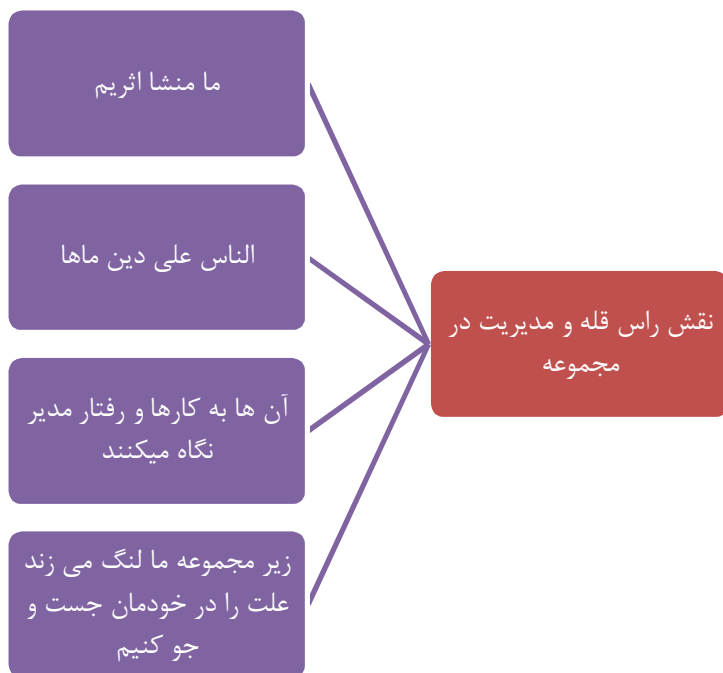 نقش راس قله و مدیریت در
مجموعه
ما منشا اثریم
الناس علی دین ماها
آن ها به کارها و رفتار مدیر
نگاه میکنند
زیر مجموعه ما لنگ می زند
علت را در خودمان جست و
جو کنیم